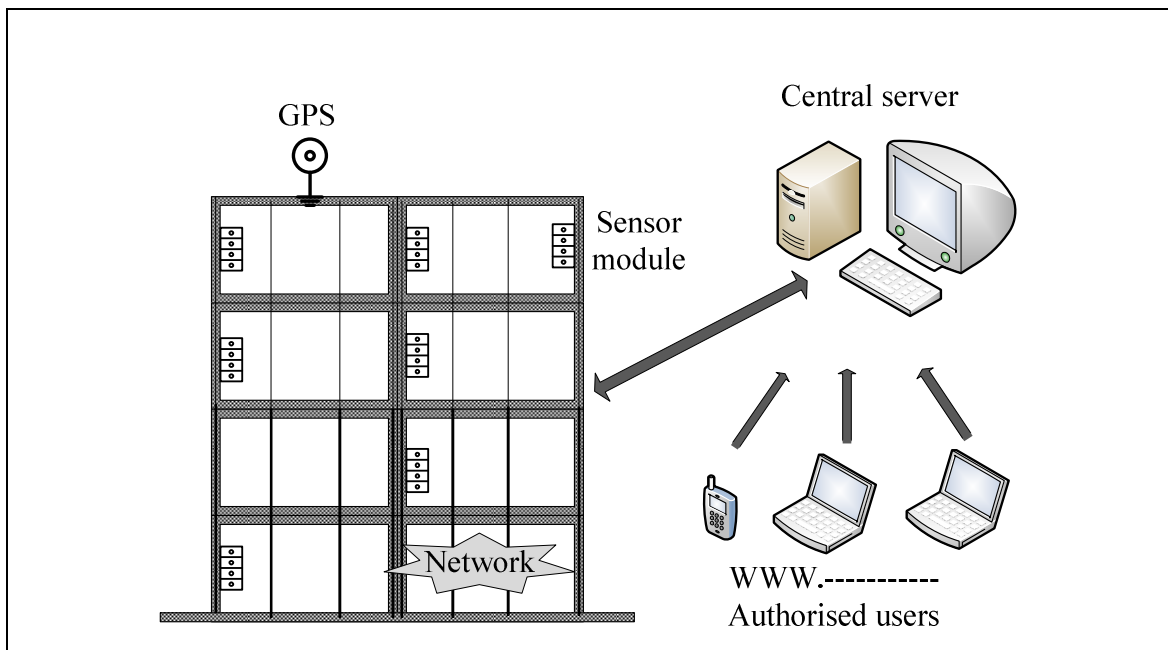 GPS
Central server
Sensor
module
Network
WWW.-----------
Authorised users